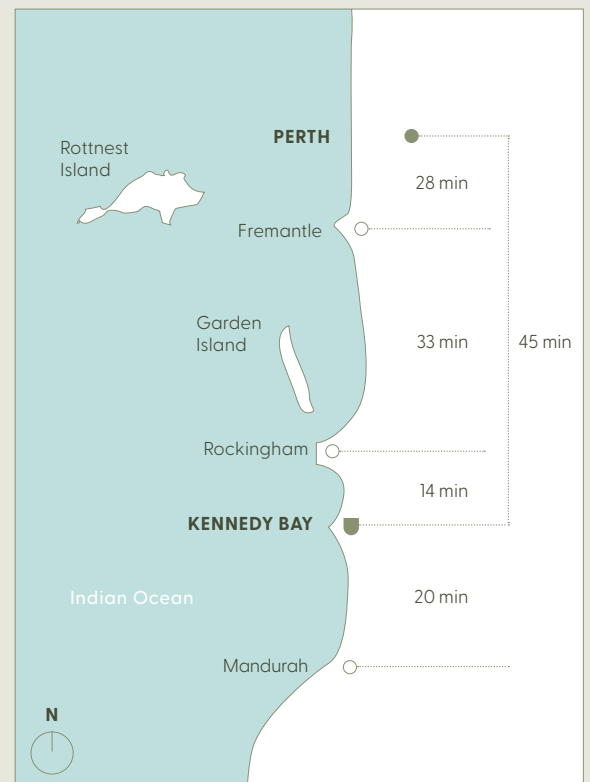 PERTH
Rottnest
Island
28 min
Fremantle
Garden
Island
33 min
45 min
Rockingham
14 min
KENNEDY BAY
Indian Ocean
20 min
Mandurah
N